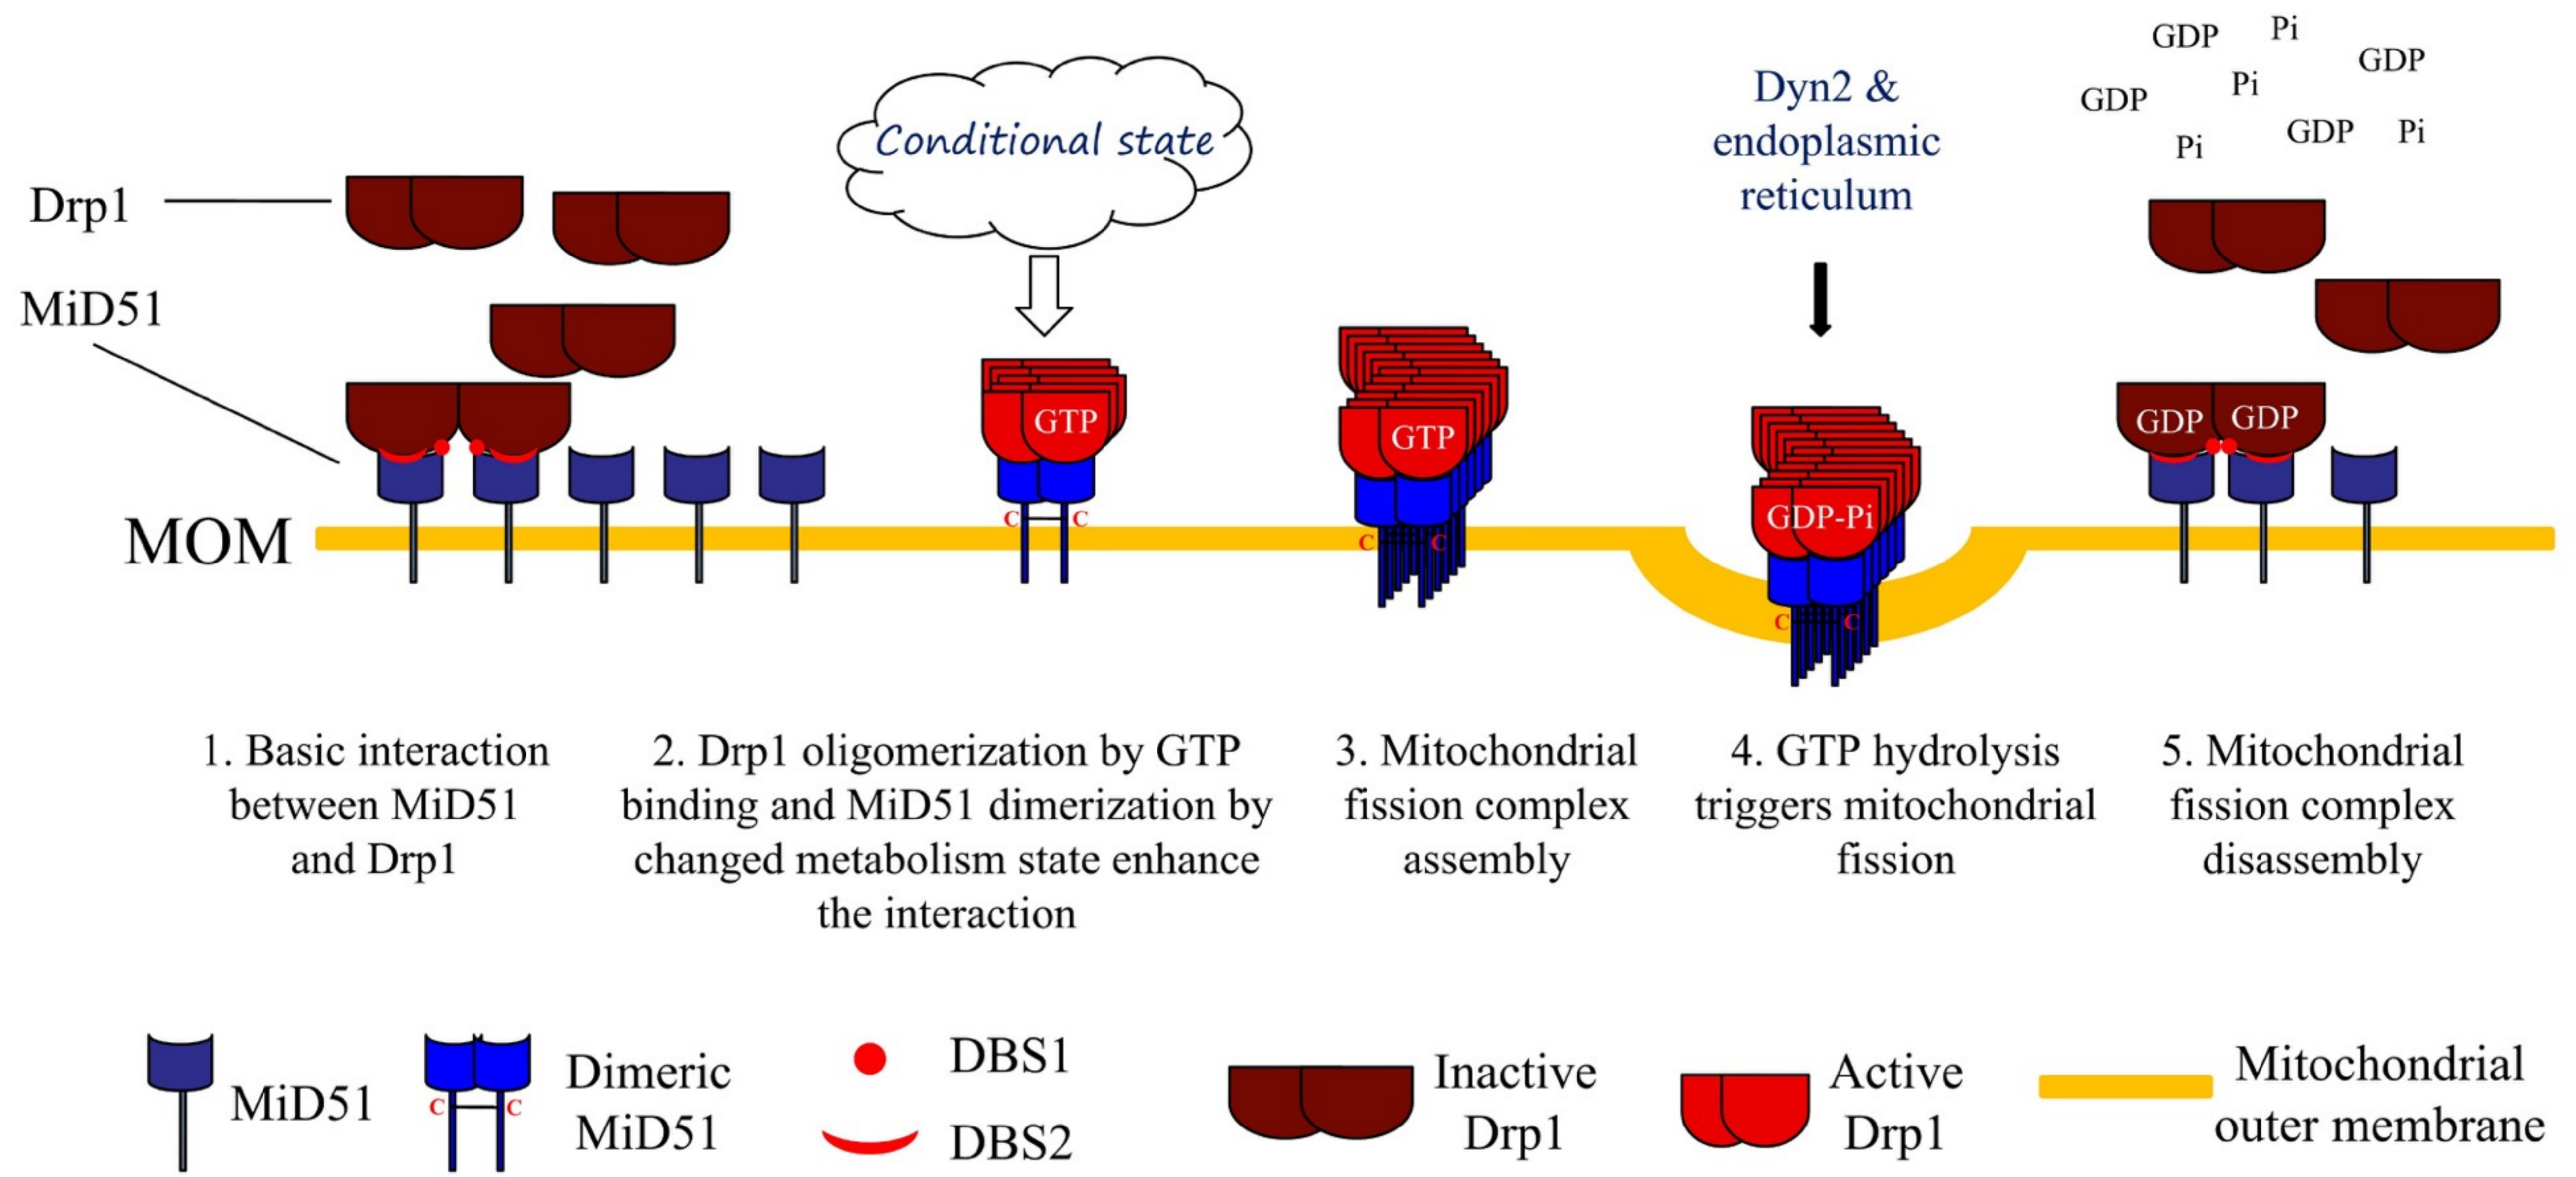 Drp1
MiD51
MOM
Conditional state
GTP
C C
GTP
C C
Dyn2 &
endoplasmic
reticulum
GDP-Pi
C C
GDP Pi
GDP
GDP Pi
GDP Pi
Pi
GDP GDP
1. Basic interaction
between MiD51
and Drp1
2. Drp1 oligomerization by GTP
binding and MiD51 dimerization by
changed metabolism state enhance
the interaction
3. Mitochondrial
fission complex
assembly
4. GTP hydrolysis
triggers mitochondrial
fission
5. Mitochondrial
fission complex
disassembly
MiD51
C C
Dimeric
MiD51
DBS1
DBS2
Inactive
Drp1
Active
Drp1
Mitochondrial
outer membrane